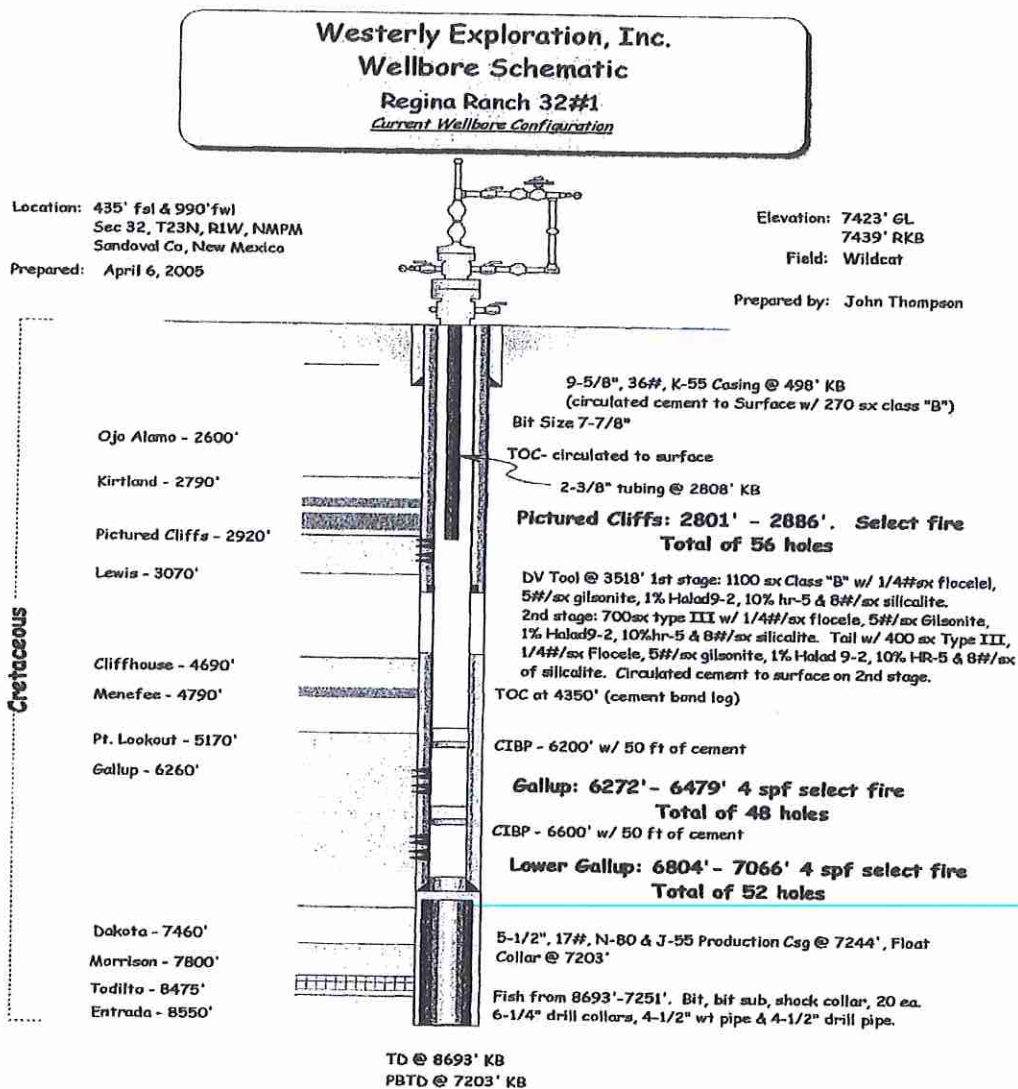 Westerly Exploration, Inc.
Wellbore Schematic
Regina Ranch 32#1
Current Wellbore Configuration
Location: 435' fsl & 990'fwl
Sec 32, T23N, R1W, NMPM
Sandoval Co, New Mexico
Prepared: April 6, 2005
Elevation: 7423' GL
7439' RKB
Field: Wildcat
Prepared by: John Thompson
Cretaceous
Ojo Alamo - 2600'
Kirtland - 2790'
Pictured Cliffs - 2920'
Lewis - 3070'
Cliffhouse - 4690'
Menefee - 4790'
Pt. Lookout - 5170'
Gallup - 6260'
Dakota - 7460'
Morrison - 7800'
Todilto - 8475'
Entrada - 8550'
9-5/8", 36#, K-55 Casing @ 498' KB
(circulated cement to Surface w/ 270 sx class "B")
Bit Size 7-7/8"
TOC- circulated to surface
2-3/8" tubing @ 2808' KB
Pictured Cliffs: 2801' - 2886'. Select fire
Total of 56 holes
DV Tool @ 3518' 1st stage: 1100 sx Class "B" w/ 1/4#sx flocelel,
5#/sx gilsonite, 1% Halad9-2, 10% hr-5 & 8#/sx silicalite.
2nd stage: 700sx type III w/ 1/4#/sx flocele, 5#/sx Gilsonite,
1% Halad9-2, 10%hr-5 & 8#/sx silicalite. Tail w/ 400 sx Type III,
1/4#/sx Flocele, 5#/sx gilsonite, 1% Halad 9-2, 10% HR-5 & 8#/sx
of silicalite. Circulated cement to surface on 2nd stage.
TOC at 4350' (cement bond log)
CIBP - 6200' w/ 50 ft of cement
Gallup: 6272'- 6479' 4 spf select fire
Total of 48 holes
CIBP - 6600' w/ 50 ft of cement
Lower Gallup: 6804'- 7066' 4 spf select fire
Total of 52 holes
5-1/2", 17#, N-80 & J-55 Production Csg @ 7244', Float
Collar @ 7203'
Fish from 8693'-7251'. Bit, bit sub, shock collar, 20 ea.
6-1/4" drill collars, 4-1/2" wt pipe & 4-1/2" drill pipe.
TD @ 8693' KB
PBTD @ 7203' KB